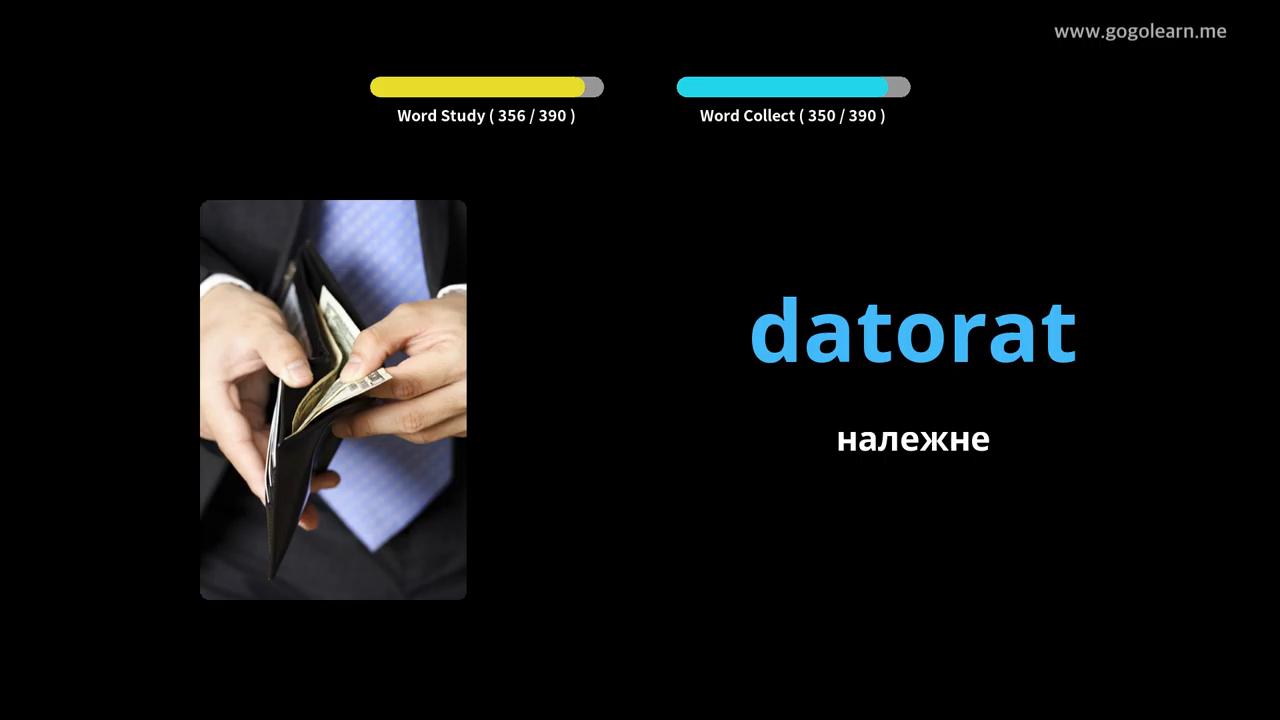 www.gogolearn.me
Word Study ( 356 / 390 )
Word Collect ( 350 / 390 )
datorat
належне